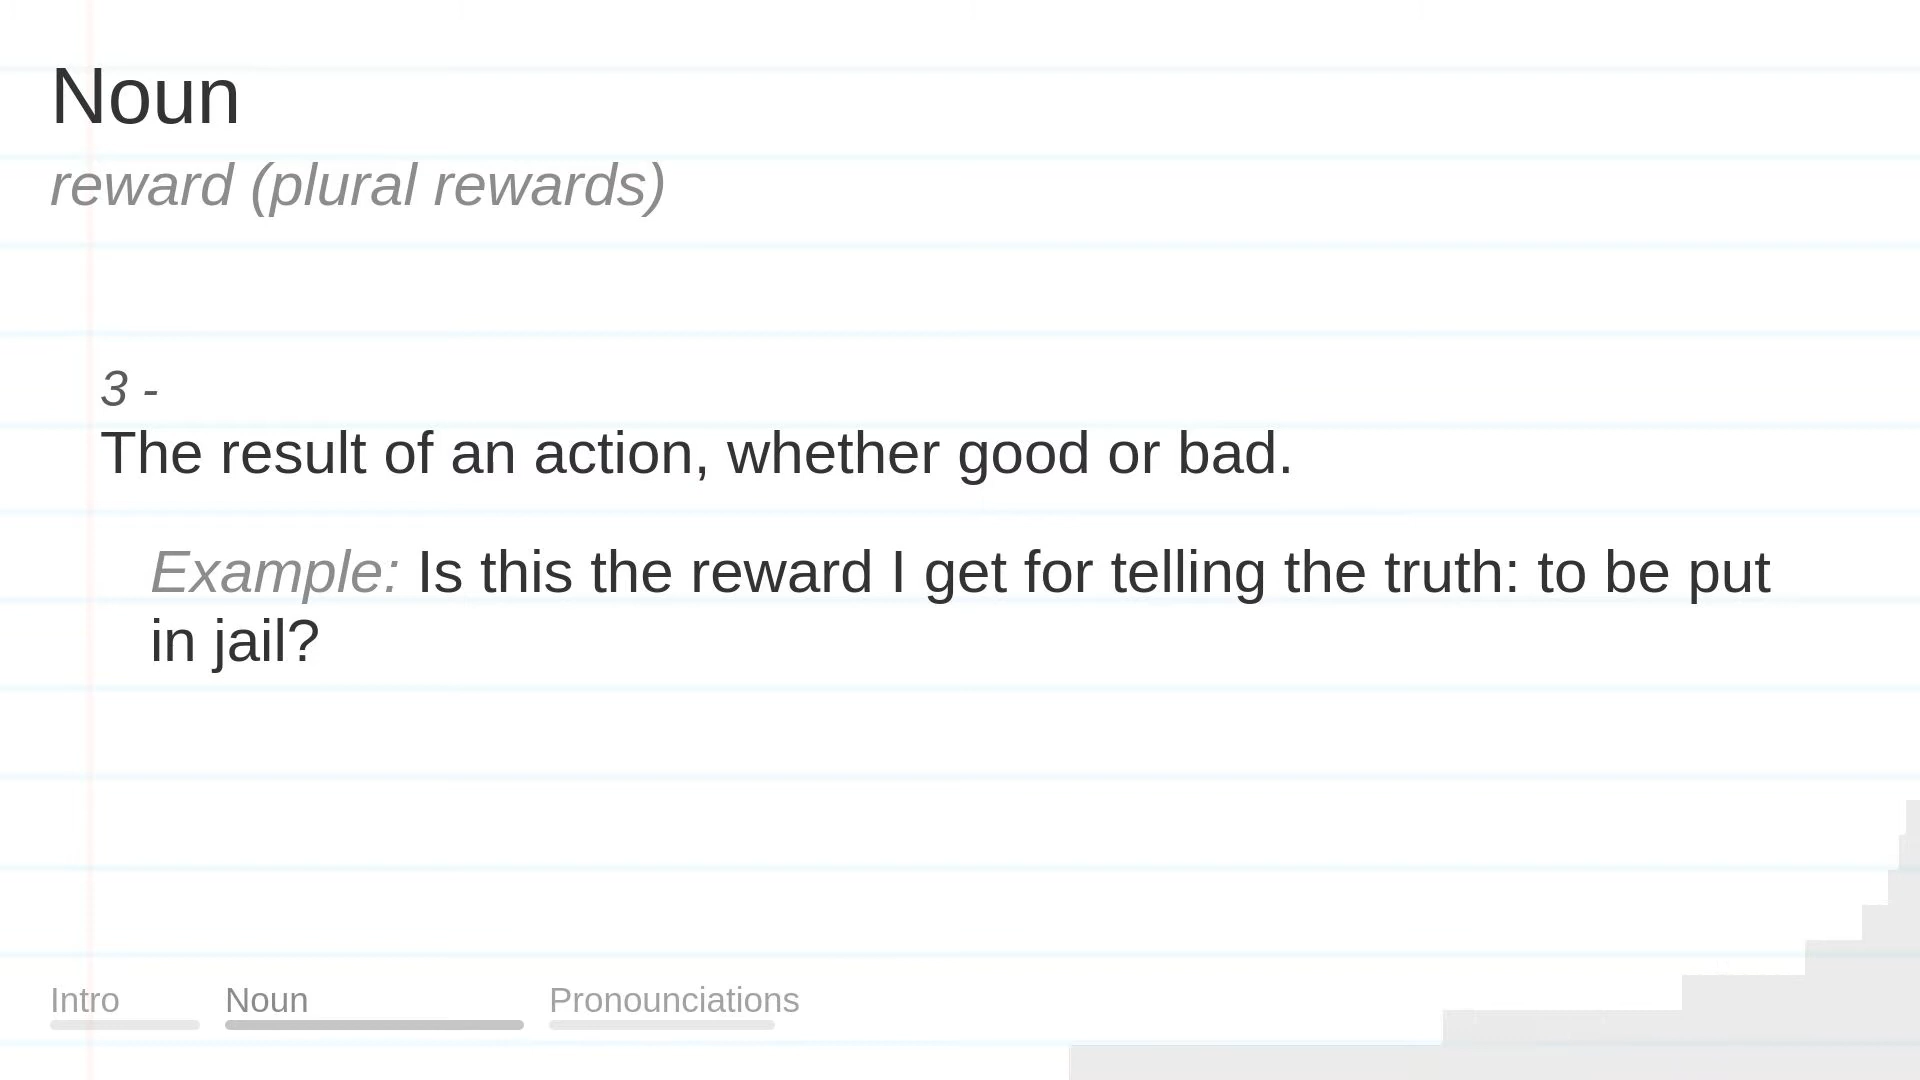 Noun
reward (plural rewards)
3 -
The result of an action, whether good or bad.
Example: Is this the reward I get for telling the truth: to be put
in jail?
Intro
Noun
Pronounciations